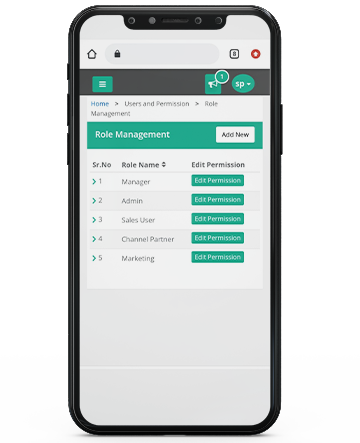 8
1
sp
Home > Users and Permission > Role
Management
Role Management Add New
Sr.No Role Name Edit Permission
1 Manager Edit Permission
2 Admin Edit Permission
3 Sales User Edit Permission
4 Channel Partner Edit Permission
5 Marketing Edit Permission